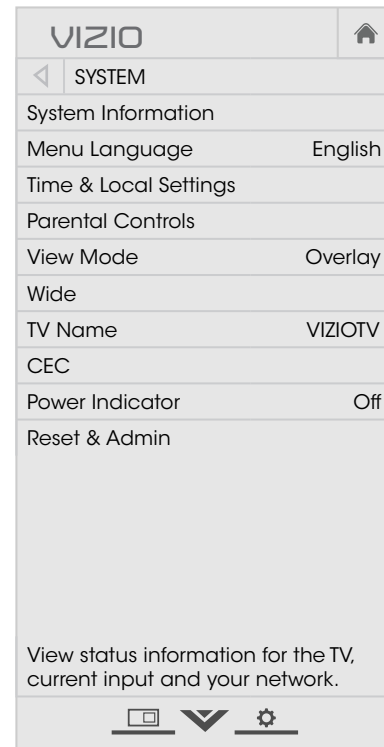 VIZIO
SYSTEM
System Information
Menu Language English
Time & Local Settings
Parental Controls
View Mode Overlay
Wide
TV Name VIZIOTV
CEC
Power Indicator Off
Reset & Admin
View status information for the TV,
current input and your network.